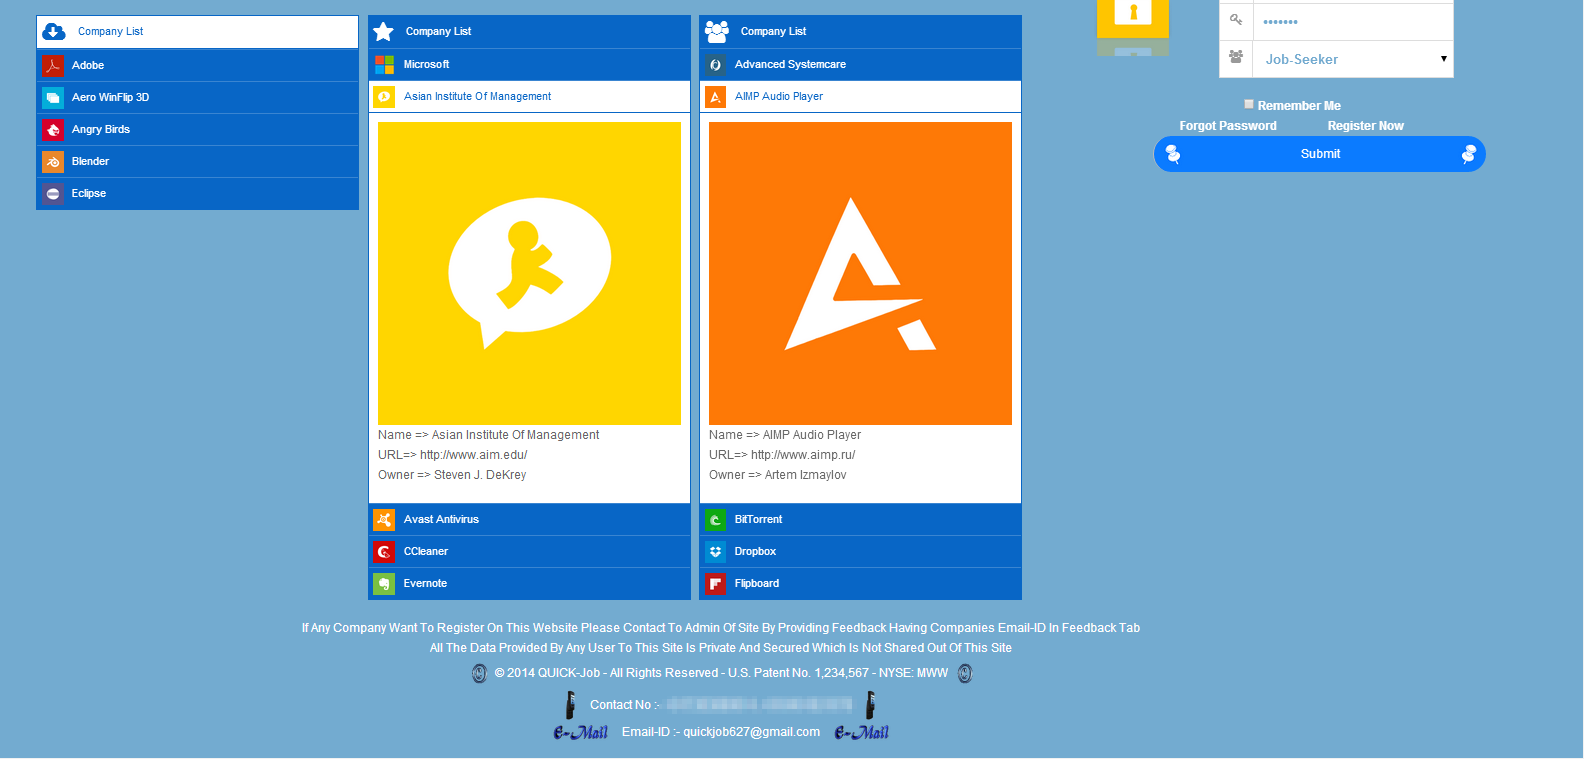 Company List
Adobe
Aero WinFlip 3D
Angry Birds
Blender
Eclipse
Company List
Microsoft
Asian Institute Of Management
Name => Asian Institute Of Management
URL=> http://www.aim.edu/
Owner => Steven J. DeKrey
Avast Antivirus
CCleaner
Evernote
Company List
Advanced Systemcare
AIMP Audio Player
Name => AIMP Audio Player
URL=> http://www.aimp.ru/
Owner => Artem Izmaylov
BitTorrent
Dropbox
Flipboard
•••••••
Job-Seeker
Remember Me
Forgot Password Register Now
Submit
If Any Company Want To Register On This Website Please Contact To Admin Of Site By Providing Feedback Having Companies Email-ID In Feedback Tab
All The Data Provided By Any User To This Site Is Private And Secured Which Is Not Shared Out Of This Site
© 2014 QUICK-Job - All Rights Reserved - U.S. Patent No. 1,234,567 - NYSE: MWW
Contact No :-
E-Mail Email-ID :- quickjob627@gmail.com E-Mail